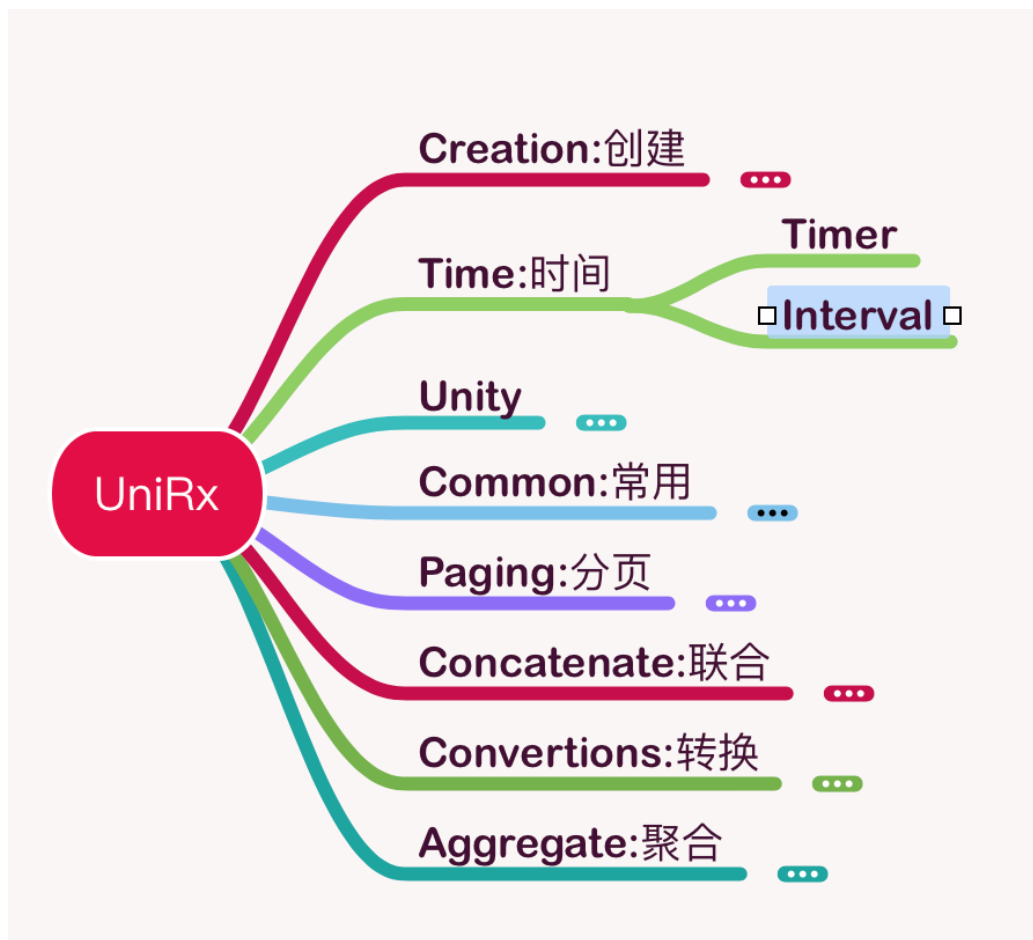 Creation:创建
Timer
Time:时间
Interval
Unity
Common:常用
UniRx
Paging:分页
Concatenate:联合
Convertions:转换
Aggregate:聚合